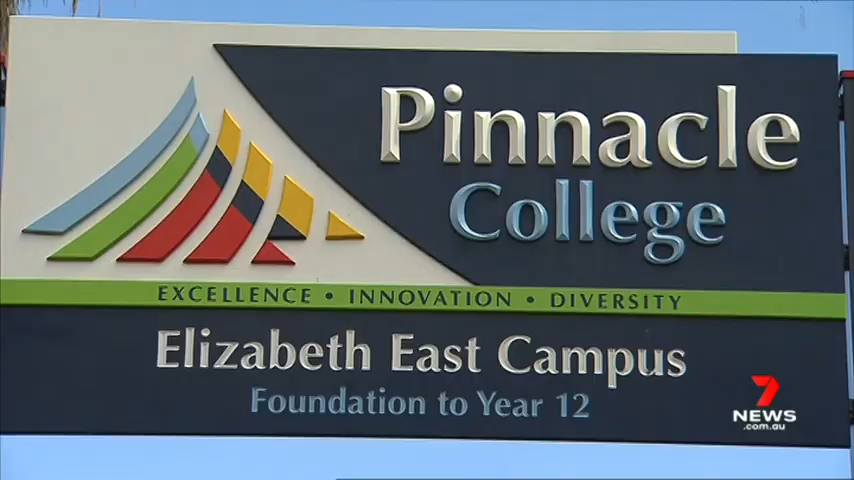 Pinnacle
College
EXCELLENCE • INNOVATION • DIVERSITY
Elizabeth East Campus
Foundation to Year 12
7
NEWS
.com.au